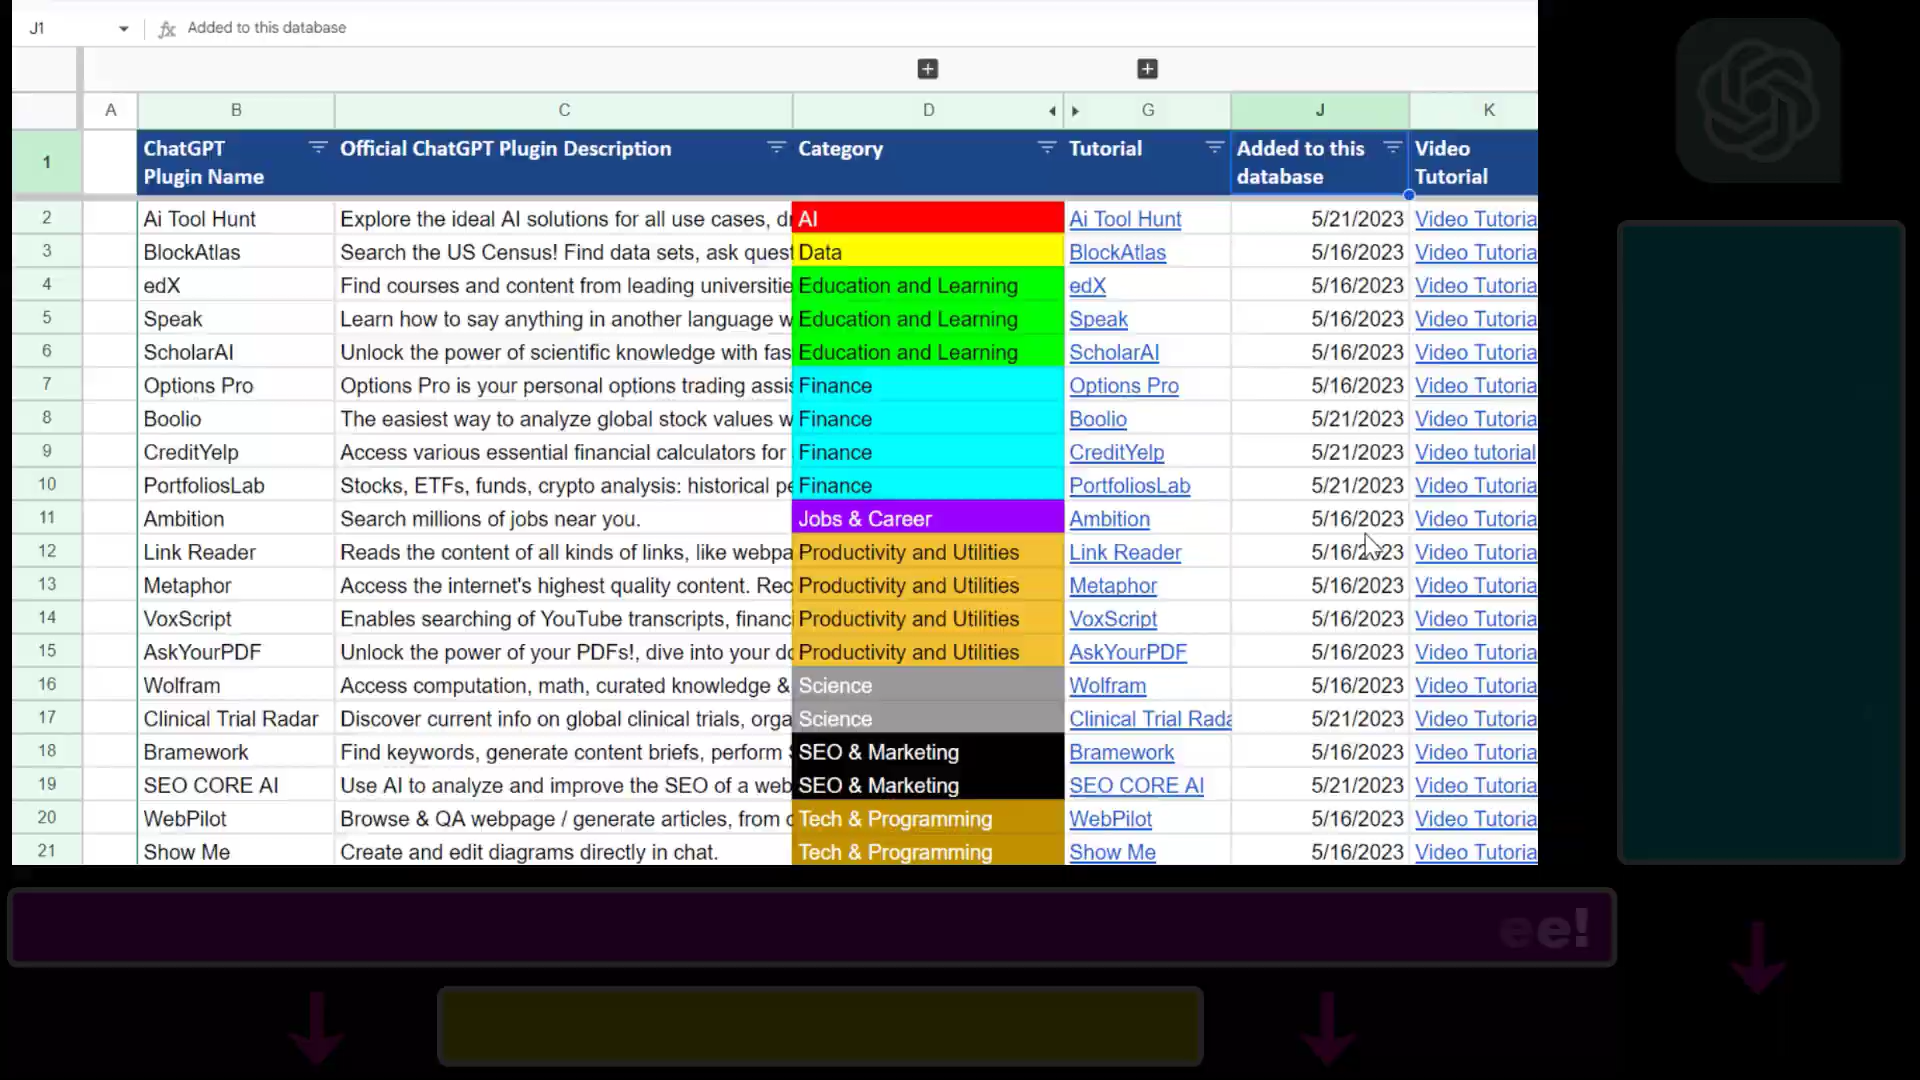 J1 fx Added to this database
A B C D G J K
1 ChatGPT Plugin Name Official ChatGPT Plugin Description Category Tutorial Added to this database Video Tutorial
2 Ai Tool Hunt Explore the ideal AI solutions for all use cases, dr AI Ai Tool Hunt 5/21/2023 Video Tutoria
3 BlockAtlas Search the US Census! Find data sets, ask quest Data BlockAtlas 5/16/2023 Video Tutoria
4 edX Find courses and content from leading universitie Education and Learning edX 5/16/2023 Video Tutoria
5 Speak Learn how to say anything in another language w Education and Learning Speak 5/16/2023 Video Tutoria
6 ScholarAI Unlock the power of scientific knowledge with fas Education and Learning ScholarAI 5/16/2023 Video Tutoria
7 Options Pro Options Pro is your personal options trading assis Finance Options Pro 5/16/2023 Video Tutoria
8 Boolio The easiest way to analyze global stock values w Finance Boolio 5/21/2023 Video Tutoria
9 CreditYelp Access various essential financial calculators for Finance CreditYelp 5/21/2023 Video tutorial
10 PortfoliosLab Stocks, ETFs, funds, crypto analysis: historical pe Finance PortfoliosLab 5/21/2023 Video Tutoria
11 Ambition Search millions of jobs near you. Jobs & Career Ambition 5/16/2023 Video Tutoria
12 Link Reader Reads the content of all kinds of links, like webpa Productivity and Utilities Link Reader 5/16/2023 Video Tutoria
13 Metaphor Access the internet's highest quality content. Rec Productivity and Utilities Metaphor 5/16/2023 Video Tutoria
14 VoxScript Enables searching of YouTube transcripts, financi Productivity and Utilities VoxScript 5/16/2023 Video Tutoria
15 AskYourPDF Unlock the power of your PDFs!, dive into your do Productivity and Utilities AskYourPDF 5/16/2023 Video Tutoria
16 Wolfram Access computation, math, curated knowledge & Science Wolfram 5/16/2023 Video Tutoria
17 Clinical Trial Radar Discover current info on global clinical trials, orga Science Clinical Trial Rada 5/21/2023 Video Tutoria
18 Bramework Find keywords, generate content briefs, perform S SEO & Marketing Bramework 5/16/2023 Video Tutoria
19 SEO CORE AI Use AI to analyze and improve the SEO of a web SEO & Marketing SEO CORE AI 5/21/2023 Video Tutoria
20 WebPilot Browse & QA webpage / generate articles, from o Tech & Programming WebPilot 5/16/2023 Video Tutoria
21 Show Me Create and edit diagrams directly in chat. Tech & Programming Show Me 5/16/2023 Video Tutoria
ee!